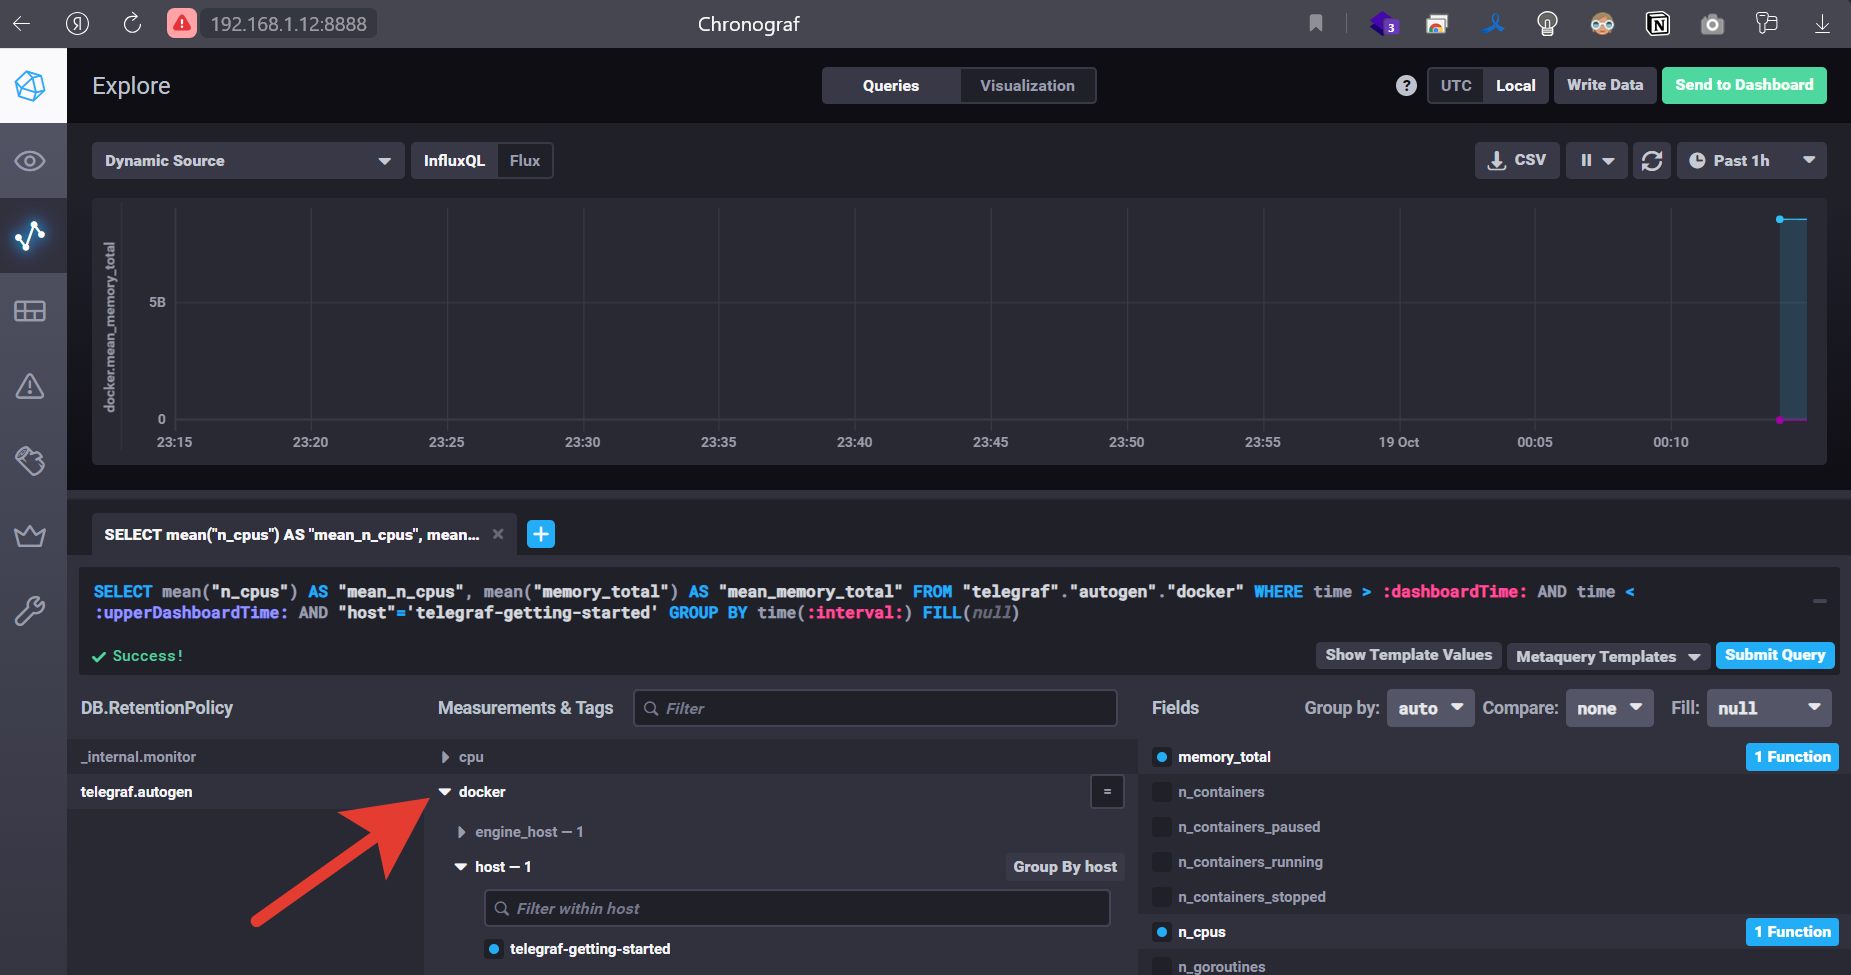 192.168.1.12:8888
Chronograf
3
Explore
Queries
Visualization
?
UTC
Local
Write Data
Send to Dashboard
Dynamic Source
InfluxQL
Flux
CSV
Past 1h
docker.mean_memory_total
5B
0
23:15
23:20
23:25
23:30
23:35
23:40
23:45
23:50
23:55
19 Oct
00:05
00:10
SELECT mean("n_cpus") AS "mean_n_cpus", mean...
SELECT mean("n_cpus") AS "mean_n_cpus", mean("memory_total") AS "mean_memory_total" FROM "telegraf"."autogen"."docker" WHERE time > :dashboardTime: AND time <
:upperDashboardTime: AND "host"='telegraf-getting-started' GROUP BY time(:interval:) FILL(null)
Success!
Show Template Values
Metaquery Templates
Submit Query
DB.RetentionPolicy
Measurements & Tags
Filter
Fields
Group by: auto
Compare: none
Fill: null
_internal.monitor
telegraf.autogen
cpu
docker
=
engine_host — 1
host — 1
Group By host
Filter within host
telegraf-getting-started
memory_total
1 Function
n_containers
n_containers_paused
n_containers_running
n_containers_stopped
n_cpus
1 Function
n_goroutines